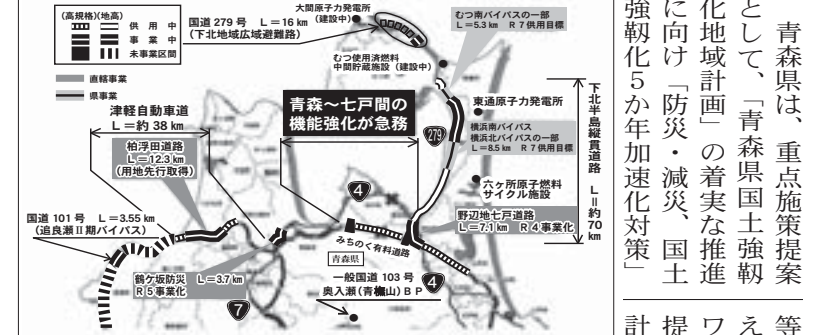 青森県は、重点施策提案
として、「青森県国土強靱
化地域計画」の着実な推進
に向け「防災・減災、国土
強靱化5か年加速化対策」
等
え
ワ
提
計
(高規格)(地高)
供用中
事業中
未事業区間
直轄事業
県事業
国道279号 L=16km
(下北地域広域避難路)
大間原子力発電所
(建設中)
むつ南バイパスの一部
L=5.3km R7供用目標
むつ使用済燃料
中間貯蔵施設(建設中)
津軽自動車道
L=約38km
青森〜七戸間の
機能強化が急務
東通原子力発電所
279
横浜南バイパス
横浜北バイパスの一部
L=8.5km R7供用目標
下北半島縦貫道路 L=約70km
柏浮田道路
L=12.3km
(用地先行取得)
4
六ヶ所原子燃料
サイクル施設
国道101号 L=3.55km
(追良瀬Ⅱ期バイパス)
野辺地七戸道路
L=7.1km R4事業化
みちのく有料道路
青森県
鶴ケ坂防災 L=3.7km
R5事業化
一般国道103号
奥入瀬(青橅山)BP
4
7